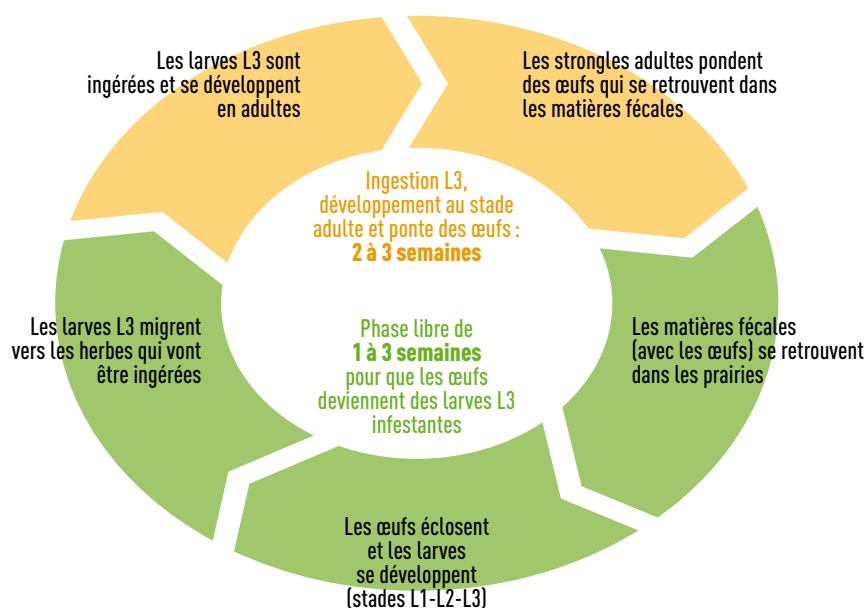 Les larves L3 sont
ingérées et se développent
en adultes
Les strongles adultes pondent
des œufs qui se retrouvent dans
les matières fécales
Ingestion L3,
développement au stade
adulte et ponte des œufs :
2 à 3 semaines
Phase libre de
1 à 3 semaines
pour que les œufs
deviennent des larves L3
infestantes
Les larves L3 migrent
vers les herbes qui vont
être ingérées
Les matières fécales
(avec les œufs) se retrouvent
dans les prairies
Les œufs éclosent
et les larves
se développent
(stades L1-L2-L3)